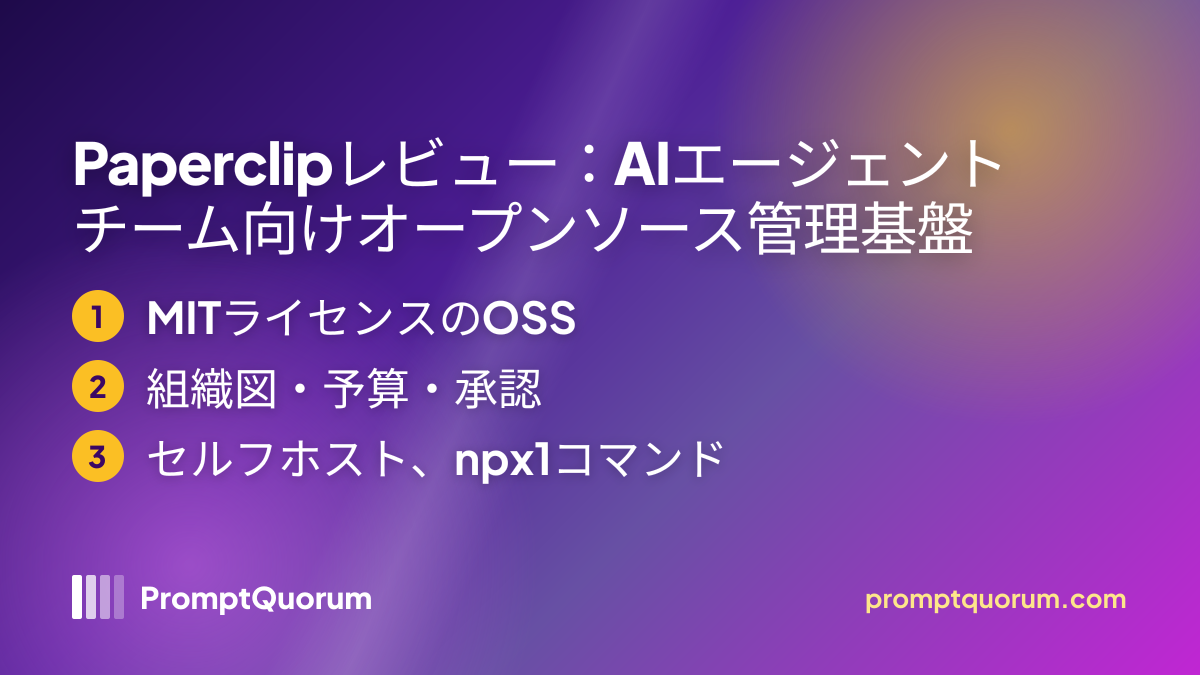 Paperclipレビュー：AIエージェント
チーム向けオープンソース管理基盤
1 MITライセンスのOSS
2 組織図・予算・承認
3 セルフホスト、npx1コマンド
PromptQuorum
promptquorum.com